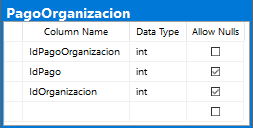 PagoOrganizacion
Column Name Data Type Allow Nulls
IdPagoOrganizacion int
IdPago int
IdOrganizacion int